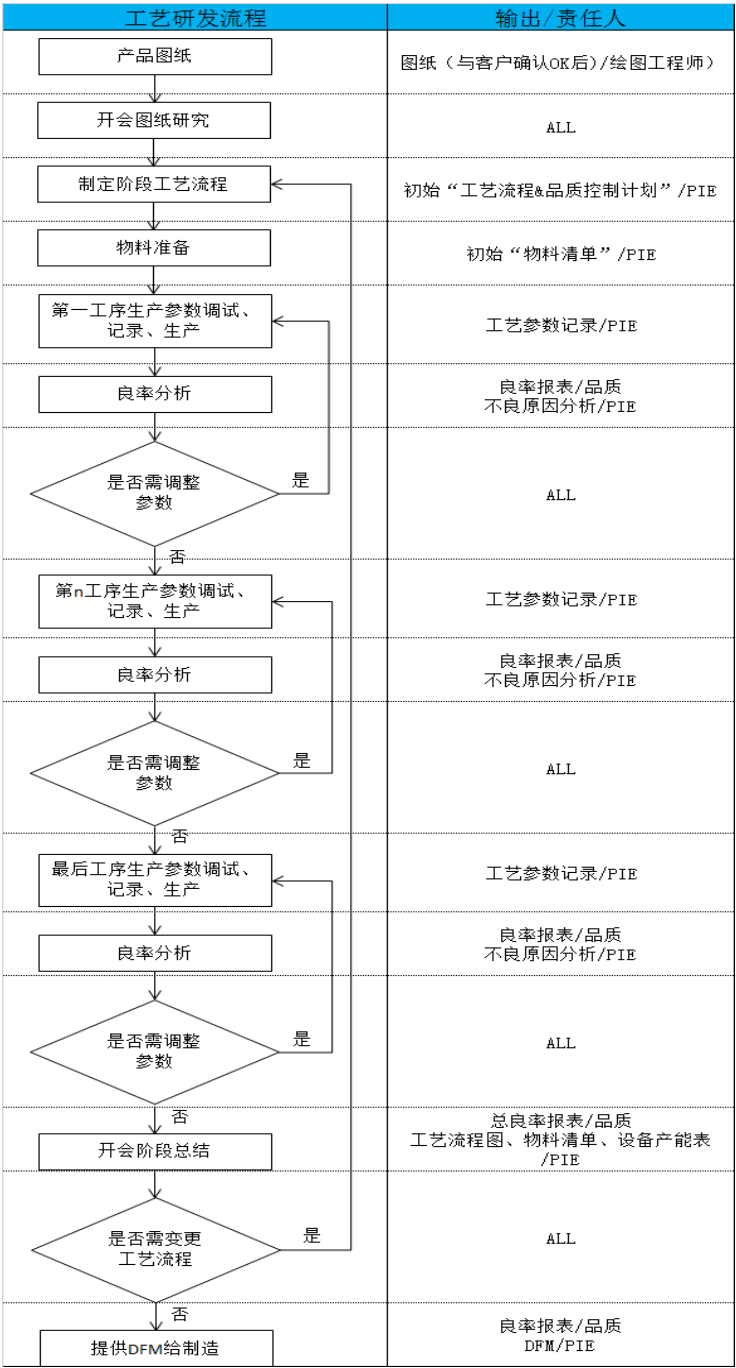 工艺研发流程
输出/责任人
产品图纸
图纸（与客户确认OK后）/绘图工程师）
开会图纸研究
ALL
制定阶段工艺流程
初始“工艺流程&品质控制计划”/PIE
物料准备
初始“物料清单”/PIE
第一工序生产参数调试、
记录、生产
工艺参数记录/PIE
良率分析
良率报表/品质
不良原因分析/PIE
是否需调整
参数
是
ALL
否
第n工序生产参数调试、
记录、生产
工艺参数记录/PIE
良率分析
良率报表/品质
不良原因分析/PIE
是否需调整
参数
是
ALL
否
最后工序生产参数调试、
记录、生产
工艺参数记录/PIE
良率分析
良率报表/品质
不良原因分析/PIE
是否需调整
参数
是
ALL
否
开会阶段总结
总良率报表/品质
工艺流程图、物料清单、设备产能表
/PIE
是否需变更
工艺流程
是
ALL
否
提供DFM给制造
良率报表/品质
DFM/PIE